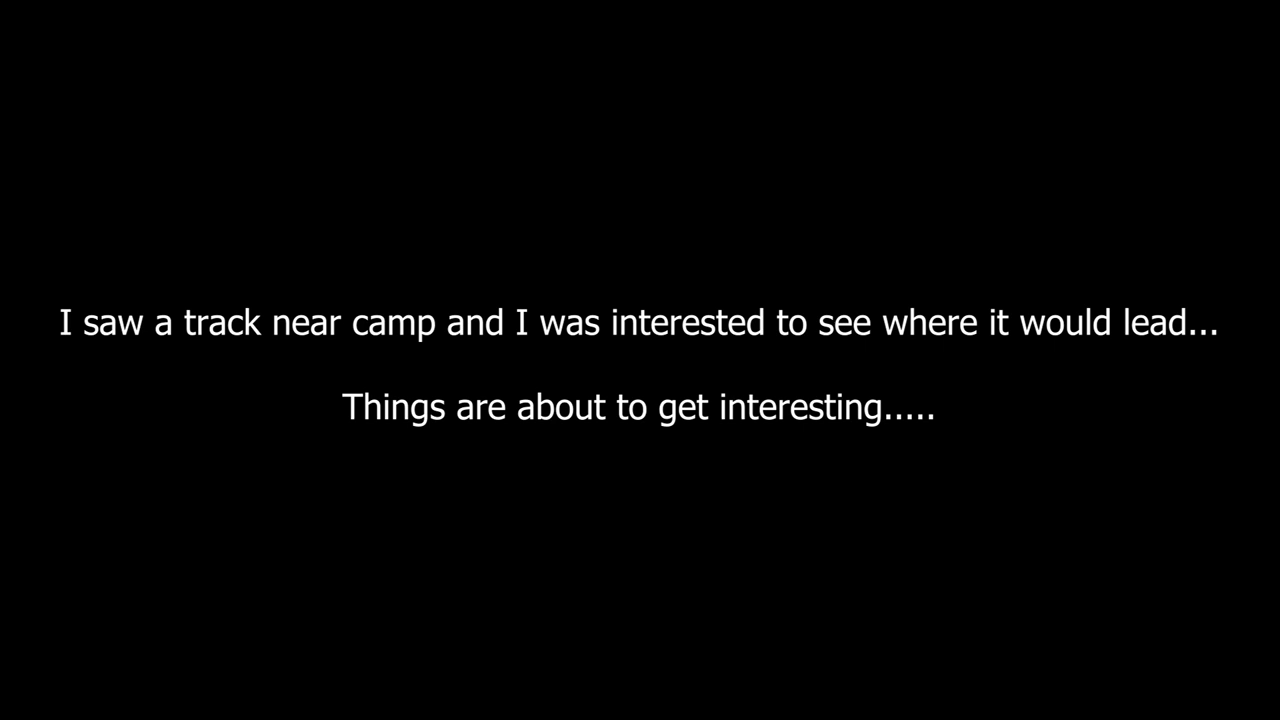 I saw a track near camp and I was interested to see where it would lead...
Things are about to get interesting.....